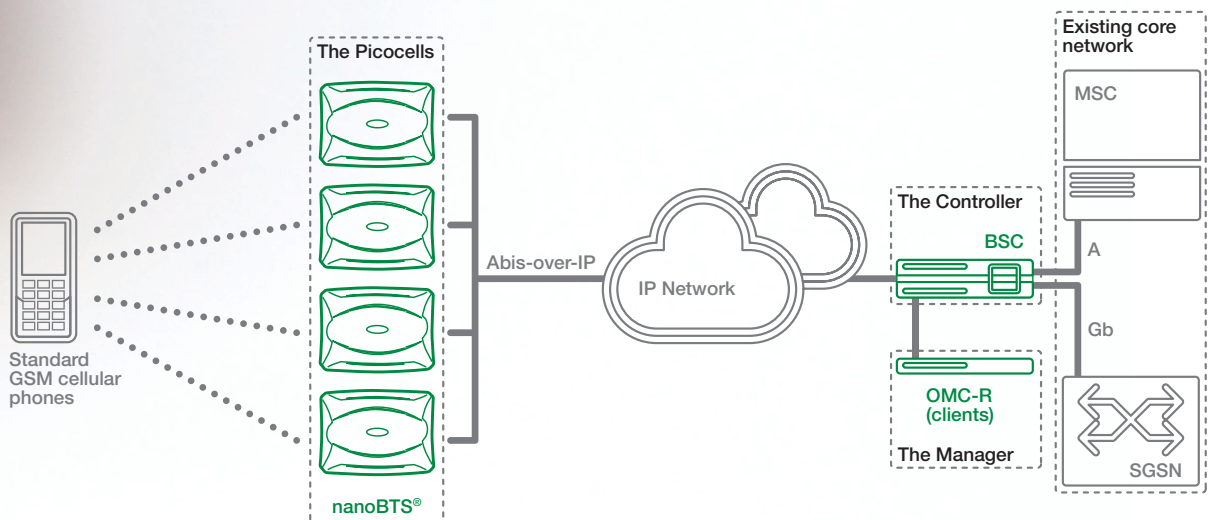 The Picocells
Existing core
network
MSC
The Controller
BSC
A
Abis-over-IP
IP Network
Gb
Standard
GSM cellular
phones
OMC-R
(clients)
The Manager
SGSN
nanoBTS®